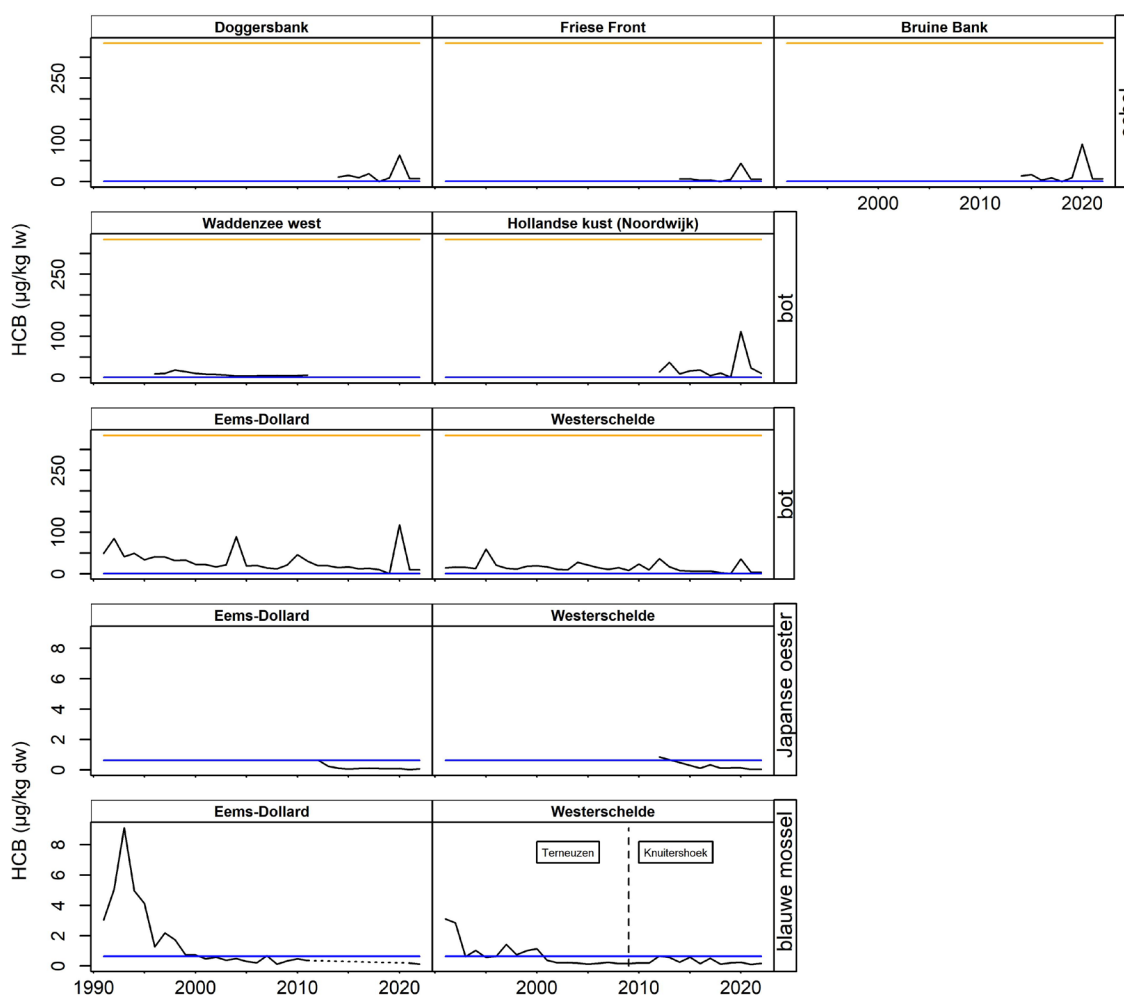 Doggersbank Friese Front Bruine Bank
250
100
0
2000 2010 2020
HCB (µg/kg lw)
Waddenzee west Hollandse kust (Noordwijk)
250
100
0
bot
Eems-Dollard Westerschelde
250
100
0
bot
Eems-Dollard Westerschelde
8
6
4
2
0
Japanse oester
HCB (µg/kg dw)
Eems-Dollard Westerschelde
8
6
4
2
0
Terneuzen Knuitershoek
blauwe mossel
1990 2000 2010 2020 2000 2010 2020